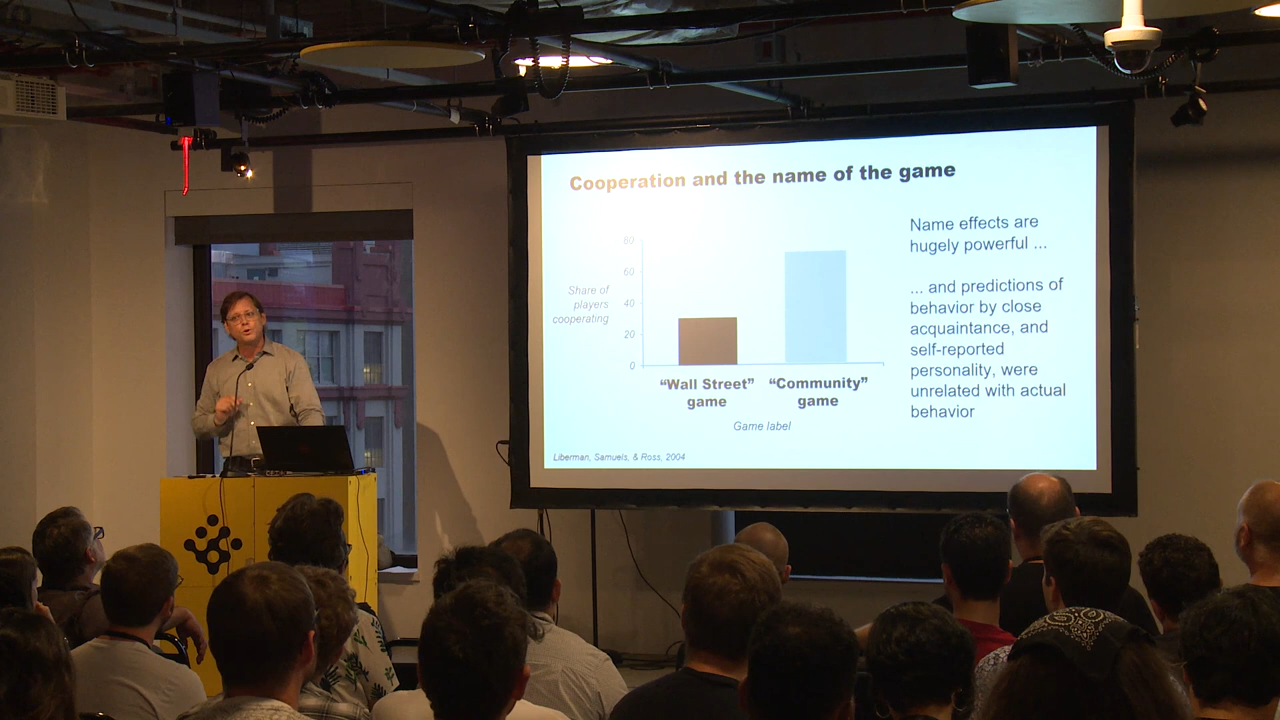 Cooperation and the name of the game
Name effects are
hugely powerful ...
... and predictions of
behavior by close
acquaintance, and
self-reported
personality, were
unrelated with actual
behavior
Share of
players
cooperating
60
40
20
0
“Wall Street”
game
“Community”
game
Game label
Liberman, Samuels, & Ross, 2004